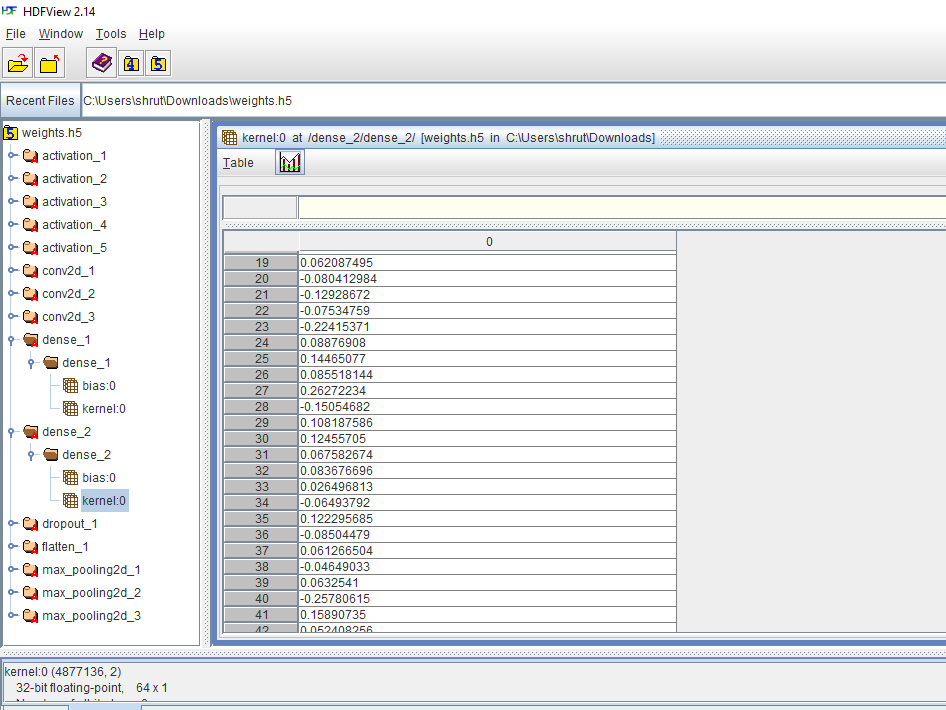 HDFView 2.14
File Window Tools Help
4 5
Recent Files C:\Users\shrut\Downloads\weights.h5
5 weights.h5
activation_1
activation_2
activation_3
activation_4
activation_5
conv2d_1
conv2d_2
conv2d_3
dense_1
dense_1
bias:0
kernel:0
dense_2
dense_2
bias:0
kernel:0
dropout_1
flatten_1
max_pooling2d_1
max_pooling2d_2
max_pooling2d_3
kernel:0 at /dense_2/dense_2/ [weights.h5 in C:\Users\shrut\Downloads]
Table
0
19 0.062087495
20 -0.080412984
21 -0.12928672
22 -0.07534759
23 -0.22415371
24 0.08876908
25 0.14465077
26 0.085518144
27 0.26272234
28 -0.15054682
29 0.108187586
30 0.12455705
31 0.067582674
32 0.083676696
33 0.026496813
34 -0.06493792
35 0.122295685
36 -0.08504479
37 0.061266504
38 -0.04649033
39 0.0632541
40 -0.25780615
41 0.15890735
42 0.052408256
kernel:0 (4877136, 2)
32-bit floating-point, 64 x 1